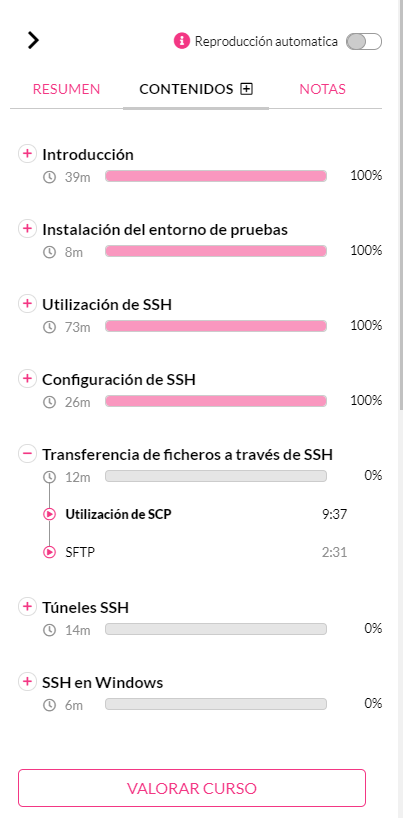 Reproducción automatica
RESUMEN CONTENIDOS NOTAS
Introducción
39m 100%
Instalación del entorno de pruebas
8m 100%
Utilización de SSH
73m 100%
Configuración de SSH
26m 100%
Transferencia de ficheros a través de SSH
12m 0%
Utilización de SCP 9:37
SFTP 2:31
Túneles SSH
14m 0%
SSH en Windows
6m 0%
VALORAR CURSO